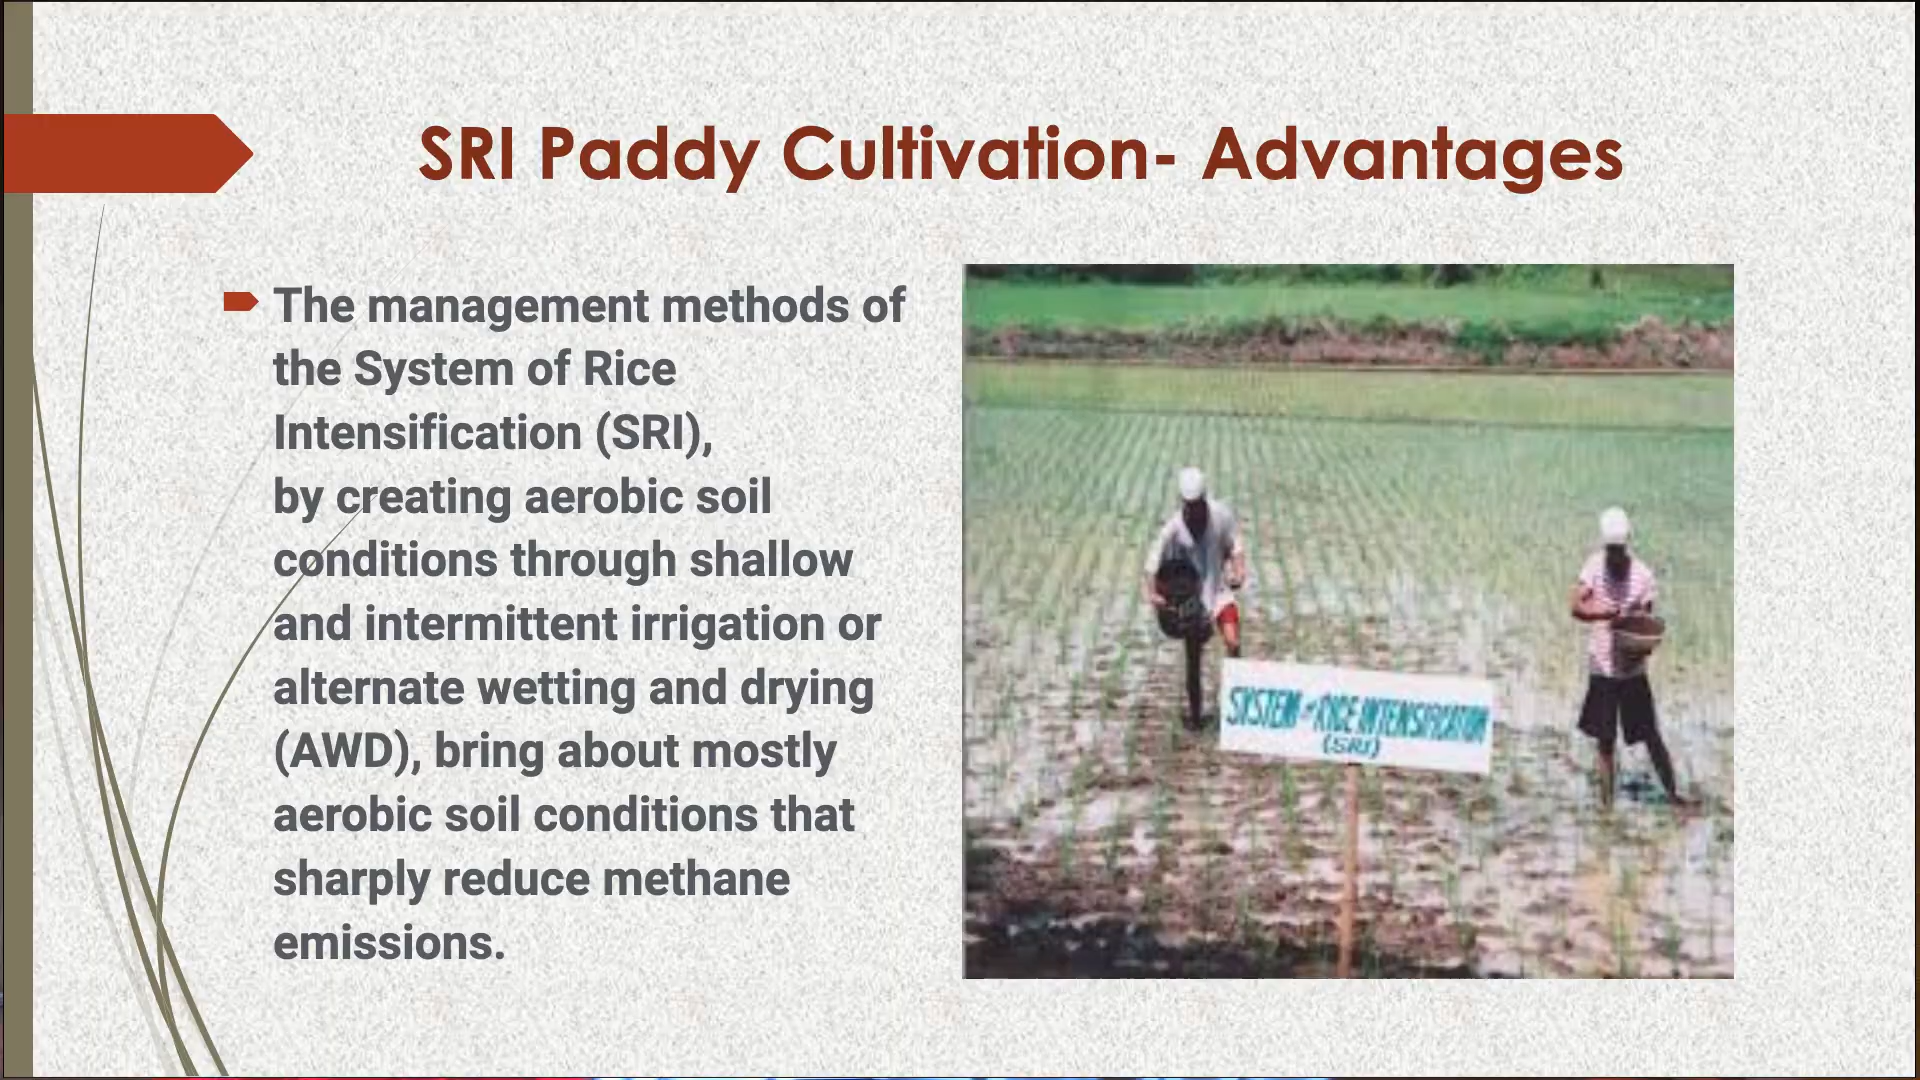 SRI Paddy Cultivation- Advantages
The management methods of
the System of Rice
Intensification (SRI),
by creating aerobic soil
conditions through shallow
and intermittent irrigation or
alternate wetting and drying
(AWD), bring about mostly
aerobic soil conditions that
sharply reduce methane
emissions.
SYSTEM of RICE INTENSIFICATION
(SRI)